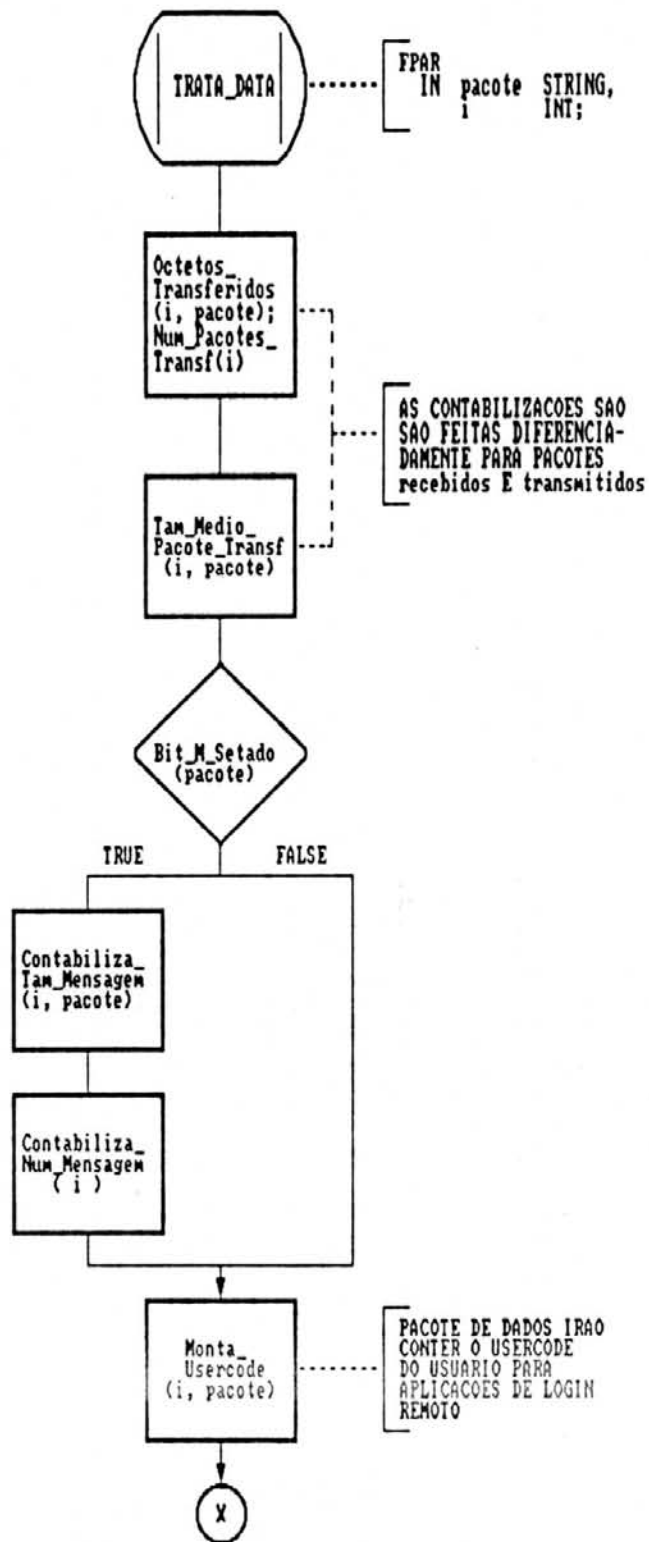 TRATA_DATA
FPAR
IN pacote STRING,
i INT;
Octetos_
Transferidos
(i, pacote);
Num_Pacotes_
Transf(i)
AS CONTABILIZACOES SAO
SAO FEITAS DIFERENCIA-
DAMENTE PARA PACOTES
recebidos E transmitidos
Tam_Medio_
Pacote_Transf
(i, pacote)
Bit_M_Setado
(pacote)
TRUE FALSE
Contabiliza_
Tam_Mensagem
(i, pacote)
Contabiliza_
Num_Mensagem
( i )
Monta_
Usercode
(i, pacote)
PACOTE DE DADOS IRAO
CONTER O USERCODE
DO USUARIO PARA
APLICACOES DE LOGIN
REMOTO
X